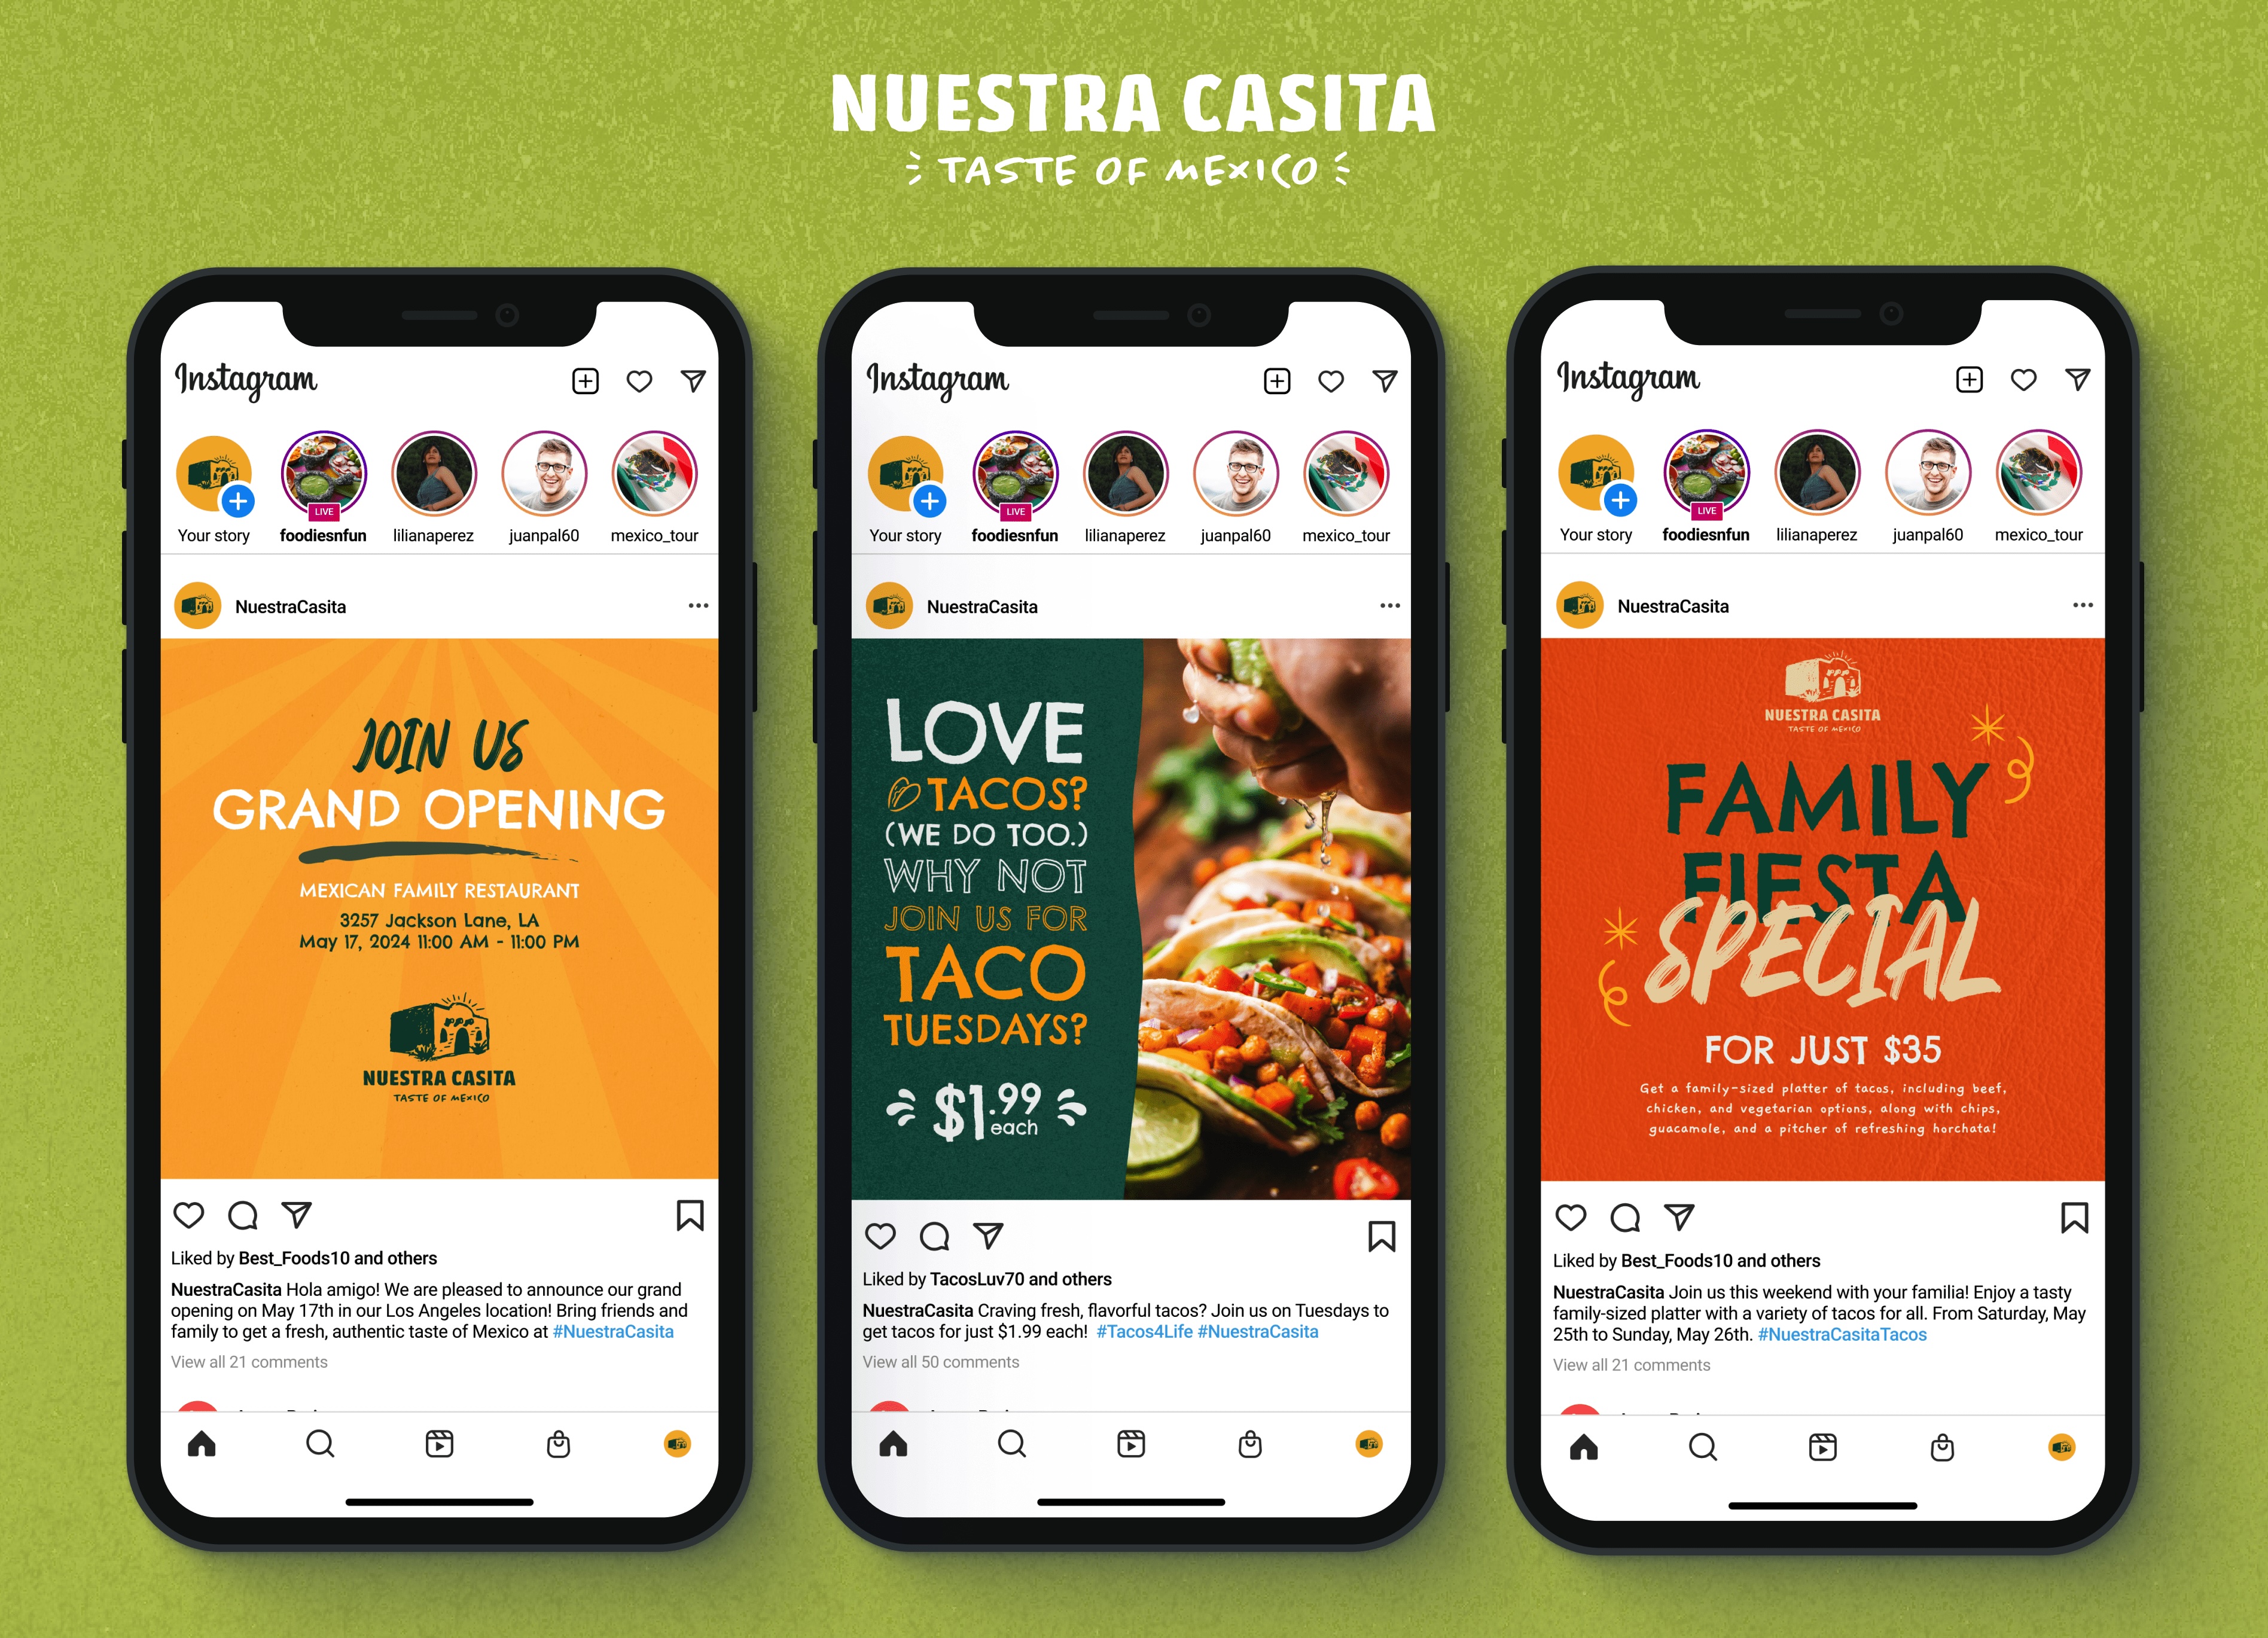 NUESTRA CASITA
TASTE OF MEXICO
Instagram
LIVE
Your story
foodiesnfun
lilianaperez
juanpal60
mexico_tour
NuestraCasita
JOIN US
GRAND OPENING
MEXICAN FAMILY RESTAURANT
3257 Jackson Lane, LA
May 17, 2024 11:00 AM - 11:00 PM
NUESTRA CASITA
TASTE OF MEXICO
Liked by Best_Foods10 and others
NuestraCasita Hola amigo! We are pleased to announce our grand
opening on May 17th in our Los Angeles location! Bring friends and
family to get a fresh, authentic taste of Mexico at #NuestraCasita
View all 21 comments
Instagram
LIVE
Your story
foodiesnfun
lilianaperez
juanpal60
mexico_tour
NuestraCasita
LOVE
TACOS?
(WE DO TOO.)
WHY NOT
JOIN US FOR
TACO
TUESDAYS?
$1.99
each
Liked by TacosLuv70 and others
NuestraCasita Craving fresh, flavorful tacos? Join us on Tuesdays to
get tacos for just $1.99 each! #Tacos4Life #NuestraCasita
View all 50 comments
Instagram
LIVE
Your story
foodiesnfun
lilianaperez
juanpal60
mexico_tour
NuestraCasita
NUESTRA CASITA
TASTE OF MEXICO
FAMILY
FIESTA
SPECIAL
FOR JUST $35
Get a family-sized platter of tacos, including beef,
chicken, and vegetarian options, along with chips,
guacamole, and a pitcher of refreshing horchata!
Liked by Best_Foods10 and others
NuestraCasita Join us this weekend with your familia! Enjoy a tasty
family-sized platter with a variety of tacos for all. From Saturday, May
25th to Sunday, May 26th. #NuestraCasitaTacos
View all 21 comments